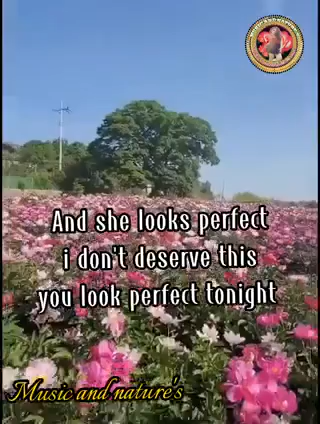 And she looks perfect
i don't deserve this
you look perfect tonight
Music and nature's